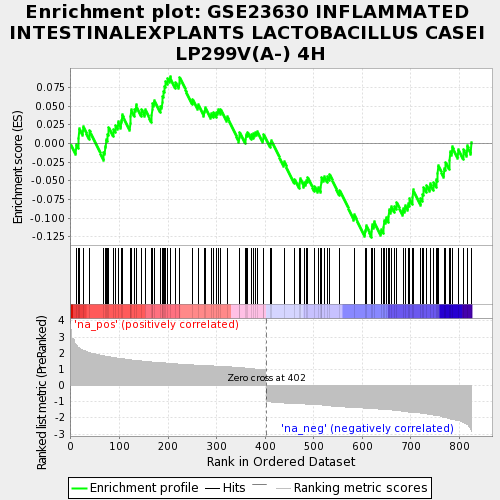 Enrichment plot: GSE23630 INFLAMMATED
INTESTINALEXPLANTS LACTOBACILLUS CASEI
LP299V(A-) 4H
Enrichment score (ES)
0.075
0.050
0.025
0.000
-0.025
-0.050
-0.075
-0.100
-0.125
Ranked list metric (PreRanked)
4
3
2
1
0
-1
-2
-3
'na_pos' (positively correlated)
Zero cross at 402
'na_neg' (negatively correlated)
0
100
200
300
400
500
600
700
800
Rank in Ordered Dataset
Enrichment profile
Hits
Ranking metric scores